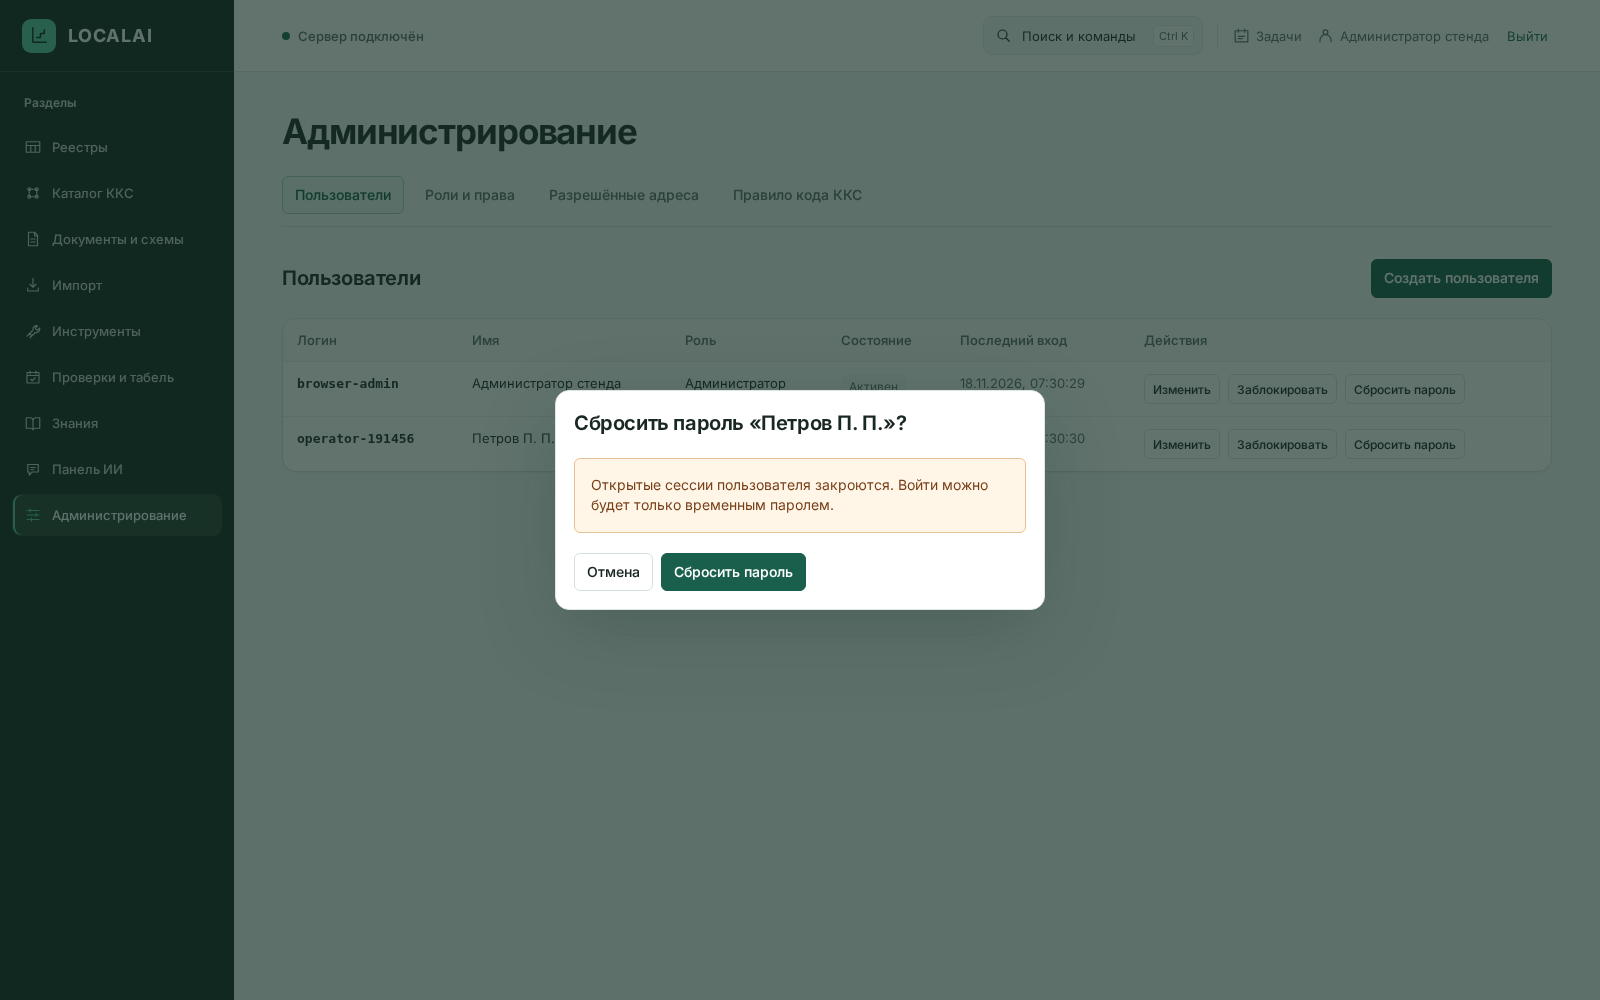 LOCALAI
Сервер подключён
Поиск и команды
Ctrl K
Задачи
Администратор стенда
Выйти
Разделы
Реестры
Каталог ККС
Документы и схемы
Импорт
Инструменты
Проверки и табель
Знания
Панель ИИ
Администрирование
Администрирование
Пользователи
Роли и права
Разрешённые адреса
Правило кода ККС
Пользователи
Создать пользователя
Логин Имя Роль Состояние Последний вход Действия
browser-admin Администратор стенда Администратор Активен 18.11.2026, 07:30:29 Изменить Заблокировать Сбросить пароль
operator-191456 Петров П. П. :30:30 Изменить Заблокировать Сбросить пароль
Сбросить пароль «Петров П. П.»?
Открытые сессии пользователя закроются. Войти можно
будет только временным паролем.
Отмена
Сбросить пароль